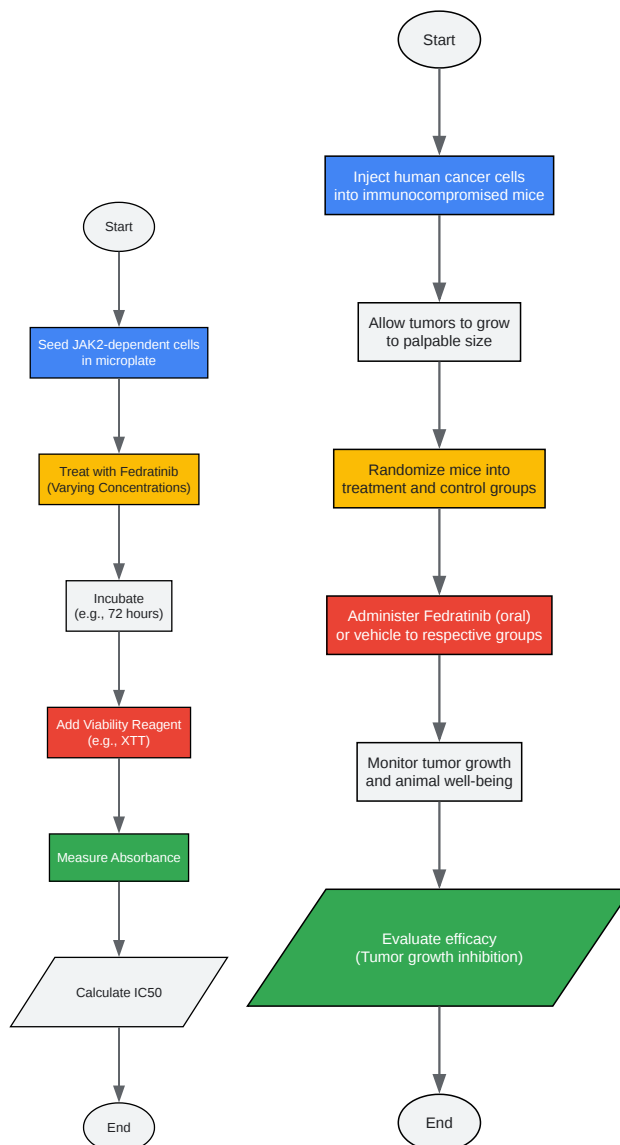 Start
Seed JAK2-dependent cells
in microplate
Treat with Fedratinib
(Varying Concentrations)
Incubate
(e.g., 72 hours)
Add Viability Reagent
(e.g., XTT)
Measure Absorbance
Calculate IC50
End
Start
Inject human cancer cells
into immunocompromised mice
Allow tumors to grow
to palpable size
Randomize mice into
treatment and control groups
Administer Fedratinib (oral)
or vehicle to respective groups
Monitor tumor growth
and animal well-being
Evaluate efficacy
(Tumor growth inhibition)
End